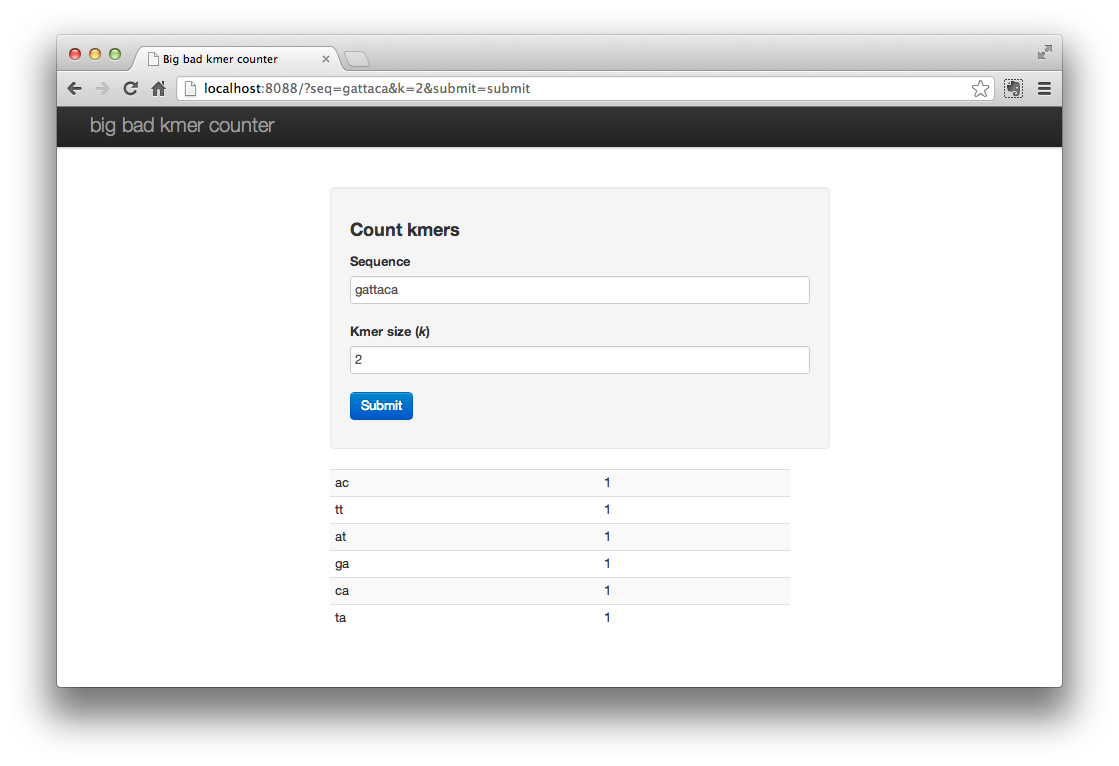 Big bad kmer counter
localhost:8088/?seq=gattaca&k=2&submit=submit
big bad kmer counter
Count kmers
Sequence
gattaca
Kmer size (k)
2
Submit
ac 1
tt 1
at 1
ga 1
ca 1
ta 1